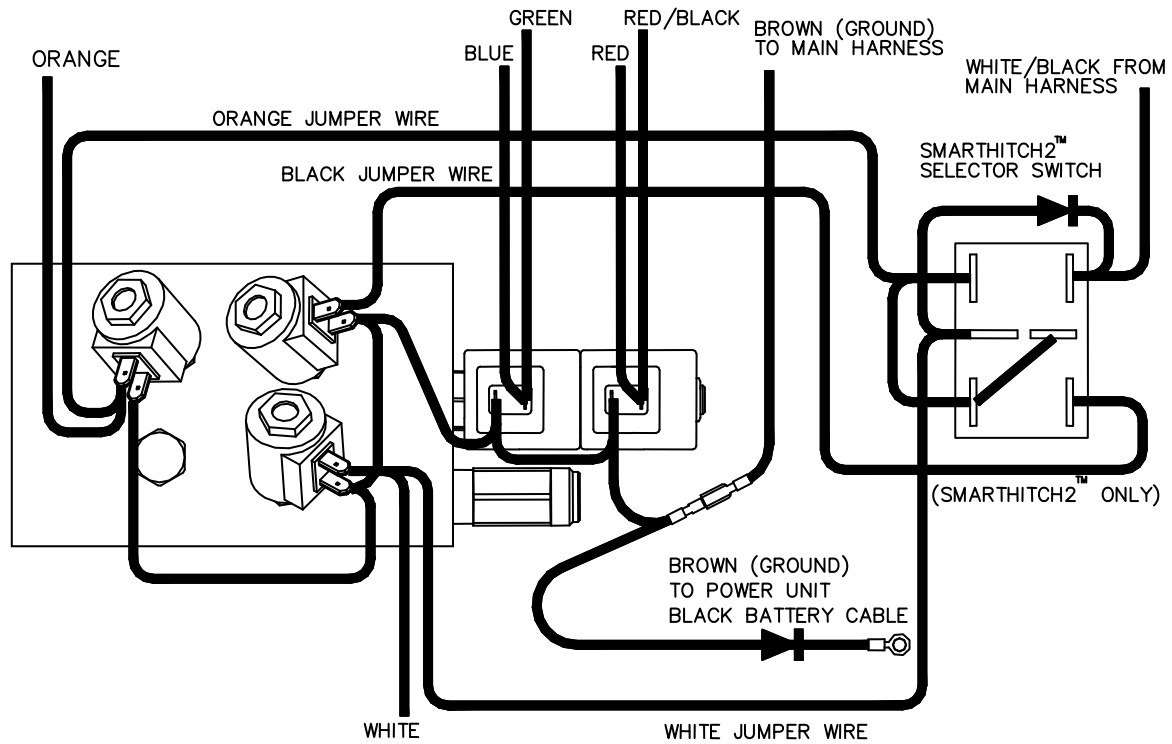 GREEN
RED/BLACK
BLUE
RED
BROWN (GROUND)
TO MAIN HARNESS
ORANGE
WHITE/BLACK FROM
MAIN HARNESS
ORANGE JUMPER WIRE
SMARTHITCH2™
SELECTOR SWITCH
BLACK JUMPER WIRE
(SMARTHITCH2™ ONLY)
BROWN (GROUND)
TO POWER UNIT
BLACK BATTERY CABLE
WHITE
WHITE JUMPER WIRE